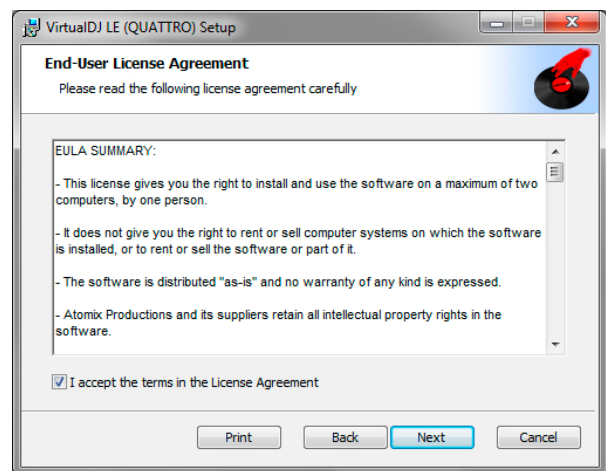 VirtualDJ LE (QUATTRO) Setup
End-User License Agreement
Please read the following license agreement carefully
EULA SUMMARY:
- This license gives you the right to install and use the software on a maximum of two
computers, by one person.
- It does not give you the right to rent or sell computer systems on which the software
is installed, or to rent or sell the software or part of it.
- The software is distributed "as-is" and no warranty of any kind is expressed.
- Atomix Productions and its suppliers retain all intellectual property rights in the
software.
I accept the terms in the License Agreement
Print Back Next Cancel